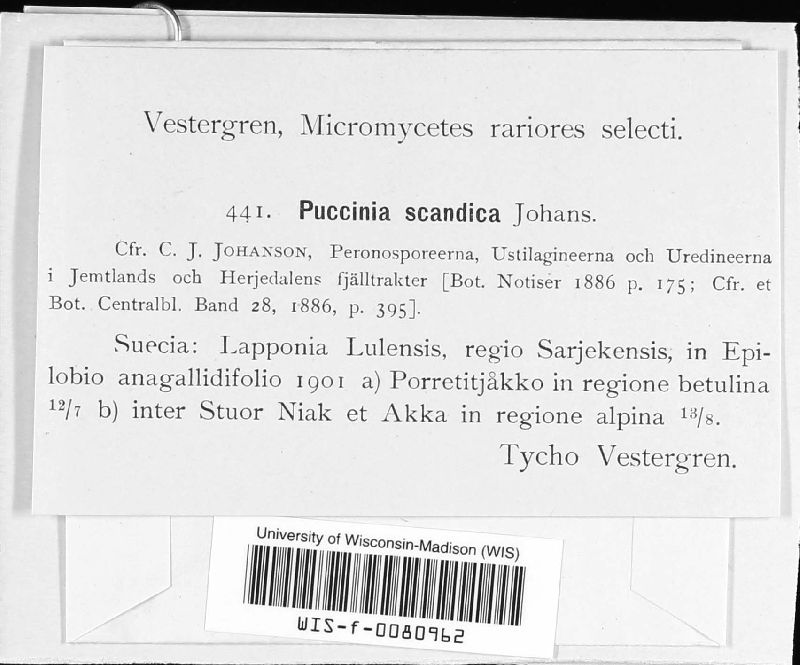 Vestergren, Micromycetes rariores selecti.
441. Puccinia scandica Johans.
Cfr. C. J. JOHANSON, Peronosporeerna, Ustilagineerna och Uredineerna
i Jemtlands och Herjedalens fjälltrakter [Bot. Notiser 1886 p. 175; Cfr. et
Bot. Centralbl. Band 28, 1886, p. 395].
Suecia: Lapponia Lulensis, regio Sarjekensis, in Epi-
lobio anagallidifolio 1901 a) Porretitjåkko in regione betulina
12/7 b) inter Stuor Niak et Akka in regione alpina 13/8.
Tycho Vestergren.
University of Wisconsin-Madison (WIS)
WIS-f-0080962